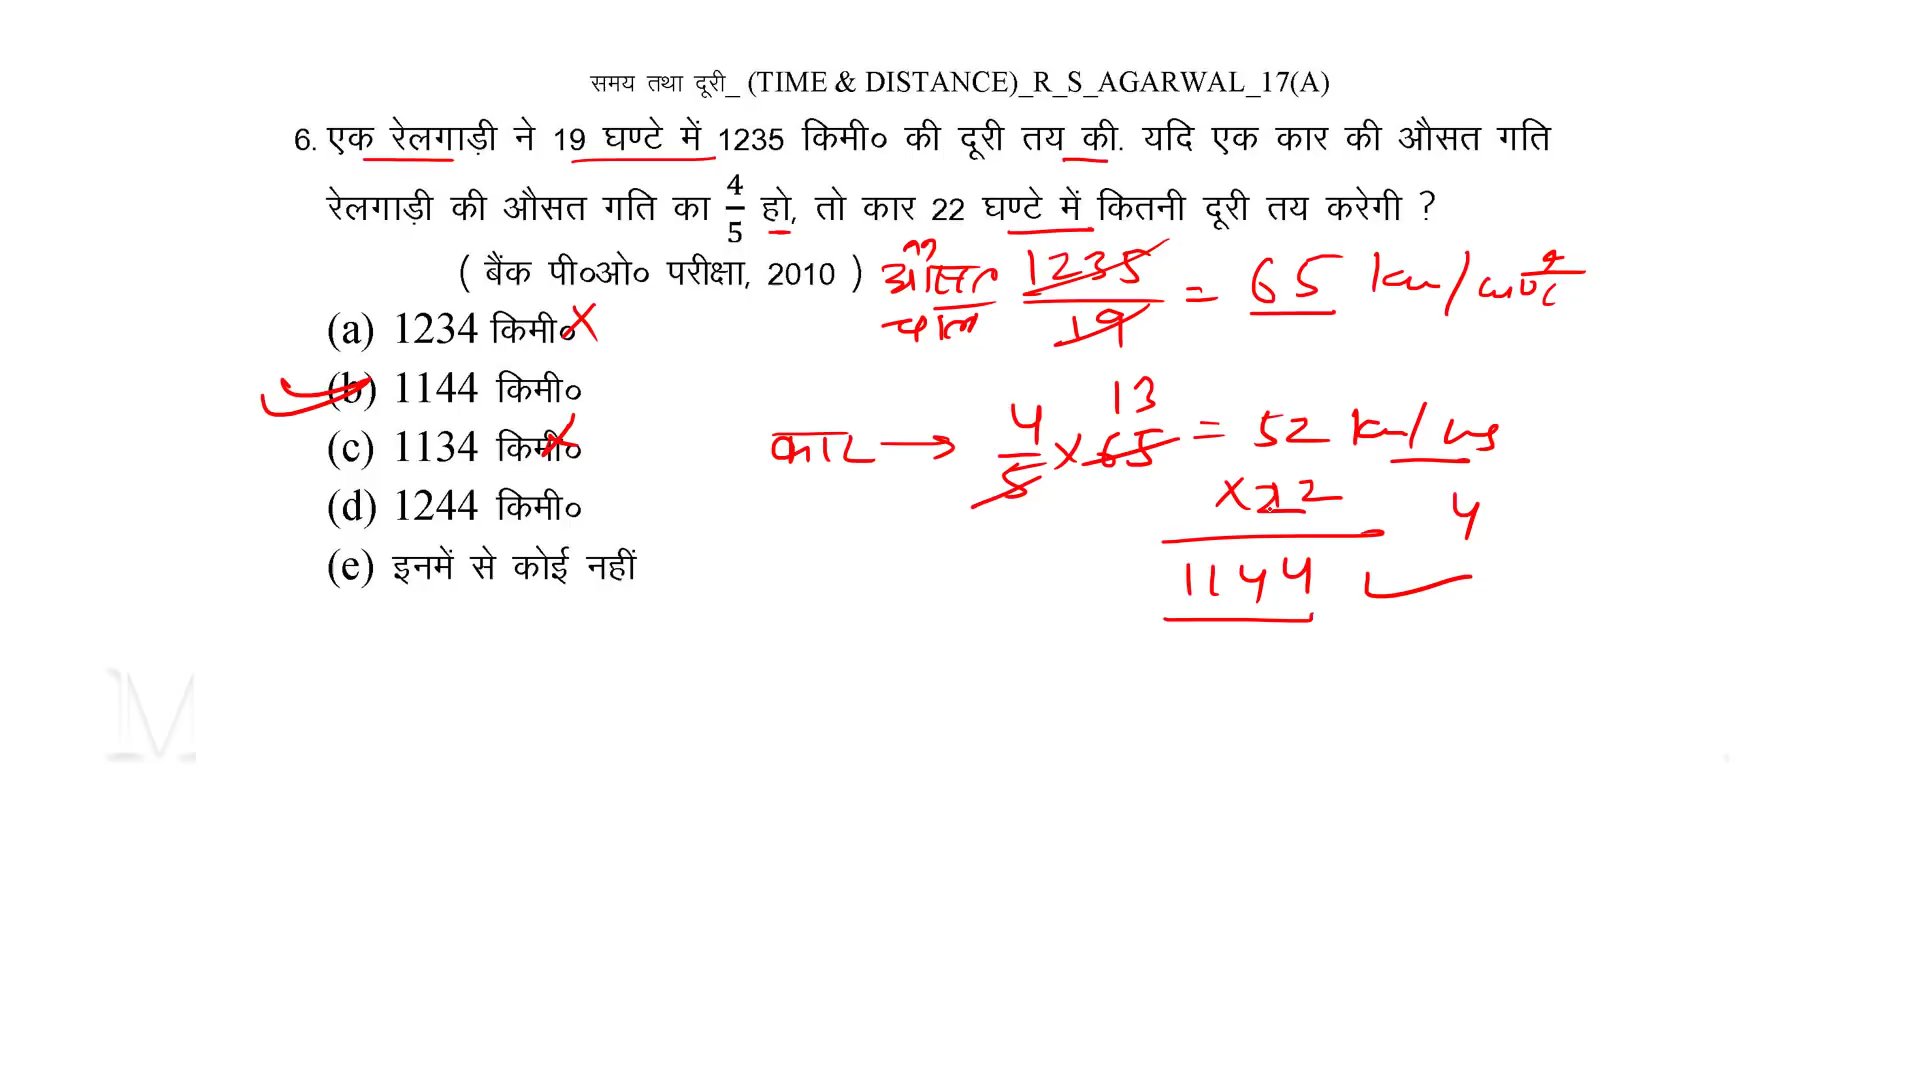 समय तथा दूरी_ (TIME & DISTANCE)_R_S_AGARWAL_17(A)
6. एक रेलगाड़ी ने 19 घण्टे में 1235 किमी० की दूरी तय की. यदि एक कार की औसत गति
रेलगाड़ी की औसत गति का 4/5 हो, तो कार 22 घण्टे में कितनी दूरी तय करेगी ?
( बैंक पी०ओ० परीक्षा, 2010 ) औसत चाल 1235/19 = 65 km/
(a) 1234 किमी० X
(b) 1144 किमी०
(c) 1134 किमी० X
(d) 1244 किमी०
(e) इनमें से कोई नहीं
13
कार → 4/5 × 65 = 52 km/
×22 4
1144
M